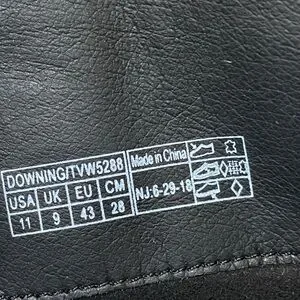 DOWNING/TVW5288
USA UK EU CM
11 9 43 28
Made in China
NJ:6-29-18